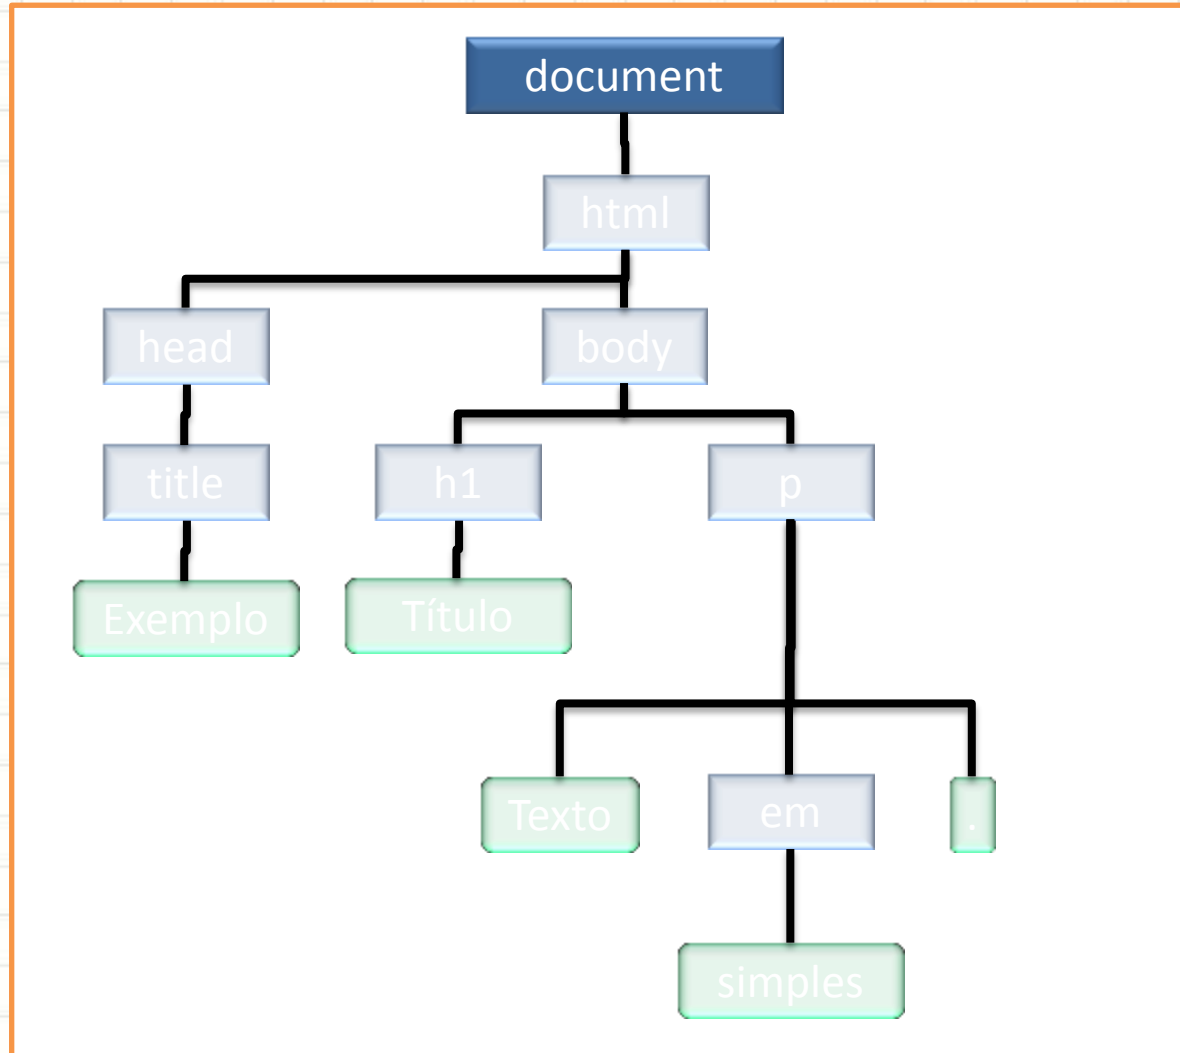 document
html
head
body
title
h1
p
Exemplo
Título
Texto
em
.
simples